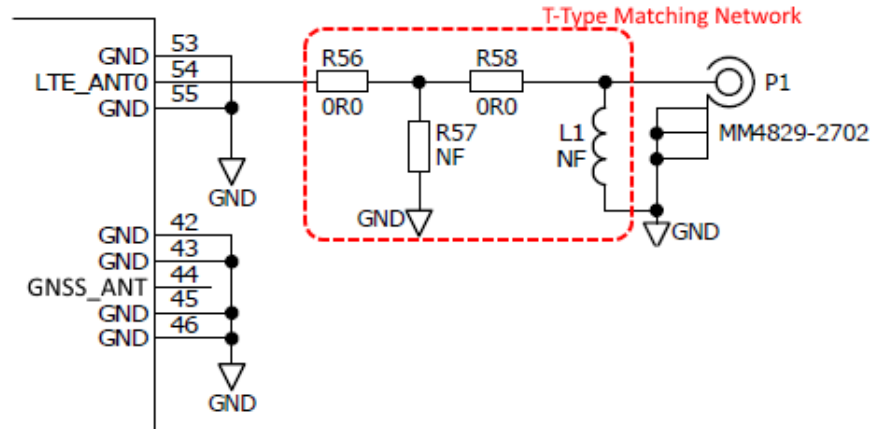 T-Type Matching Network
GND 53
LTE_ANT0 54
GND 55
R56
0R0
R58
0R0
R57
NF
L1
NF
P1
MM4829-2702
GND
GND
GND
GND 42
GND 43
GNSS_ANT 44
GND 45
GND 46
GND